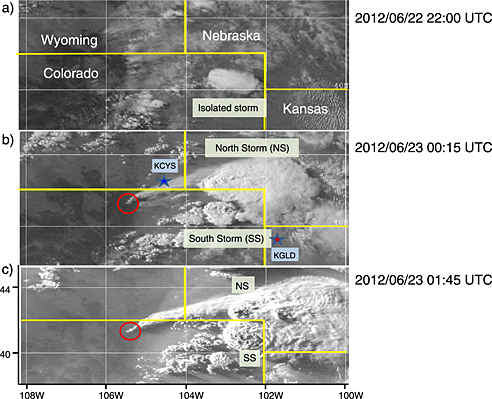 a)
2012/06/22 22:00 UTC
Wyoming
Nebraska
Colorado
Isolated storm
Kansas
b)
2012/06/23 00:15 UTC
North Storm (NS)
KCYS
South Storm (SS)
KGLD
c)
2012/06/23 01:45 UTC
NS
44
SS
40
108W 106W 104W 102W 100W